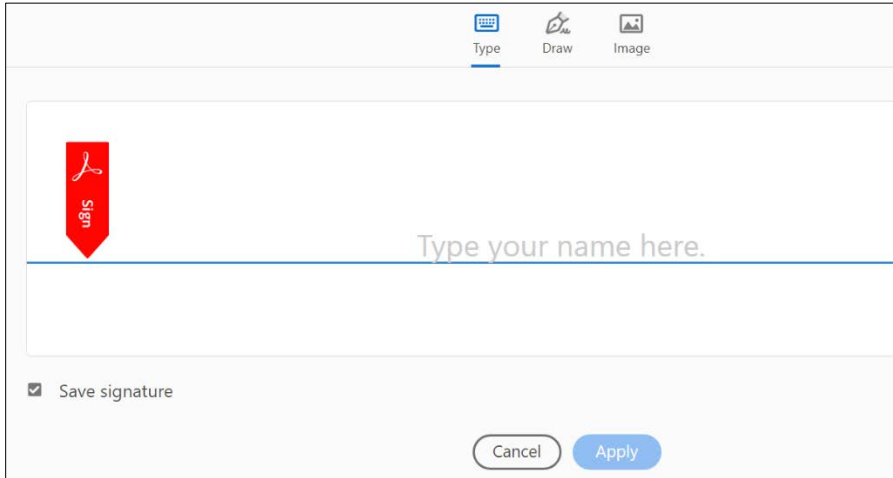 Type Draw Image
Sign
Type your name here.
Save signature
Cancel Apply